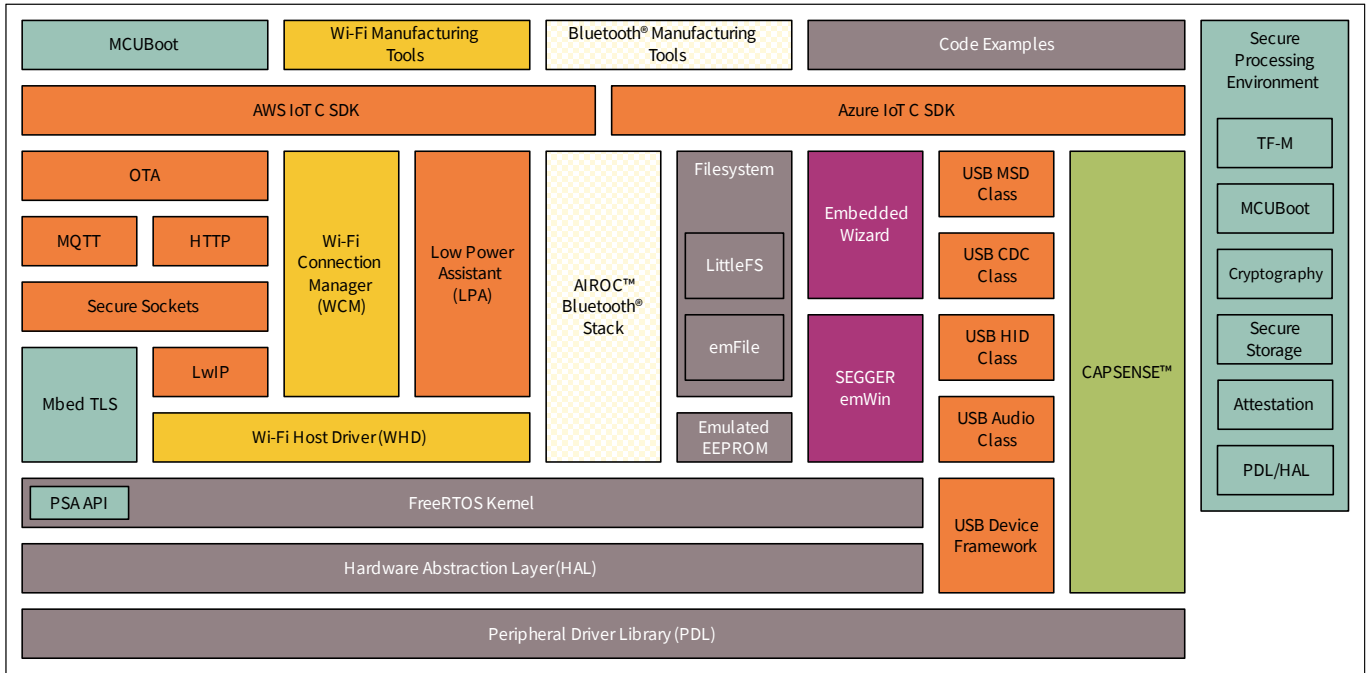 MCUBoot
Wi-Fi Manufacturing
Tools
Bluetooth® Manufacturing
Tools
Code Examples
AWS IoT C SDK
Azure IoT C SDK
OTA
MQTT
HTTP
Secure Sockets
Mbed TLS
LwIP
Wi-Fi
Connection
Manager
(WCM)
Low Power
Assistant
(LPA)
Wi-Fi Host Driver (WHD)
AIROC™
Bluetooth®
Stack
Filesystem
LittleFS
emFile
Emulated
EEPROM
Embedded
Wizard
SEGGER
emWin
USB MSD
Class
USB CDC
Class
USB HID
Class
USB Audio
Class
USB Device
Framework
CAPSENSE™
PSA API
FreeRTOS Kernel
Hardware Abstraction Layer (HAL)
Peripheral Driver Library (PDL)
Secure
Processing
Environment
TF-M
MCUBoot
Cryptography
Secure
Storage
Attestation
PDL/HAL